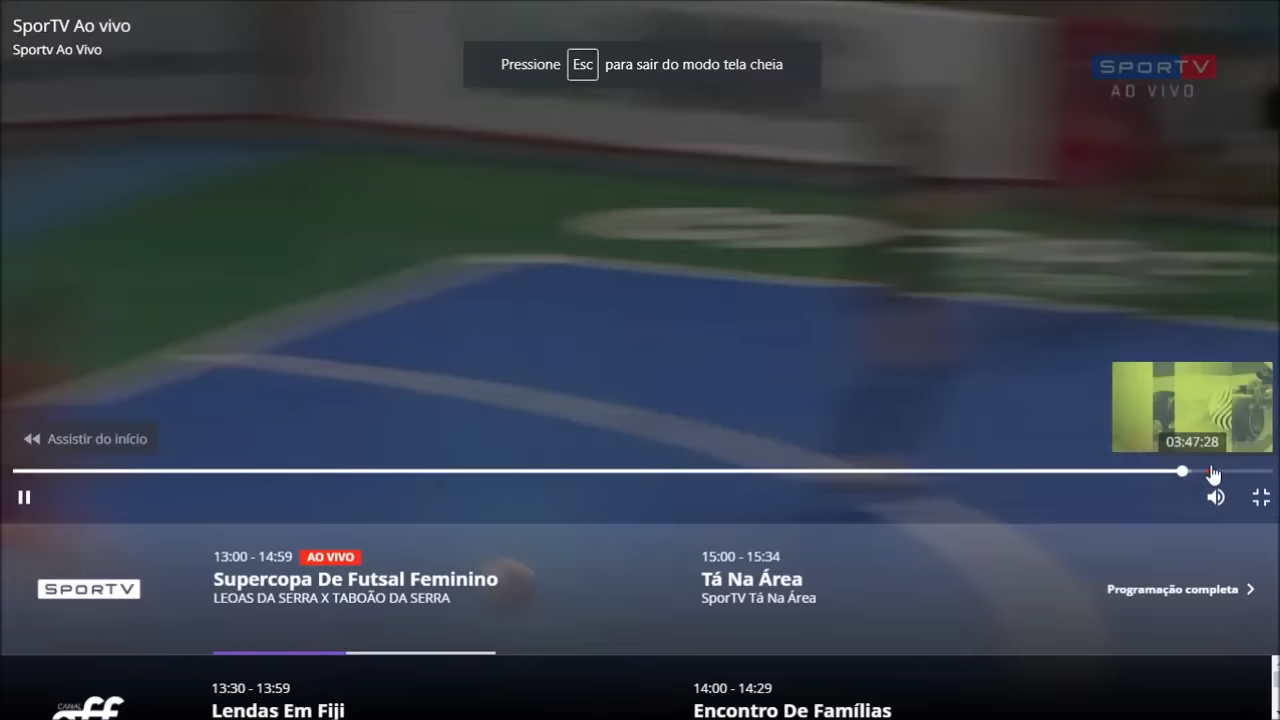 SporTV Ao vivo
Sportv Ao Vivo
Pressione Esc para sair do modo tela cheia
SPORTV
AO VIVO
Assistir do início
03:47:28
13:00 - 14:59 AO VIVO
Supercopa De Futsal Feminino
LEOAS DA SERRA X TABOÃO DA SERRA
15:00 - 15:34
Tá Na Área
SporTV Tá Na Área
SPORTV
Programação completa
13:30 - 13:59
Lendas Em Fiji
14:00 - 14:29
Encontro De Famílias
CANAL
off